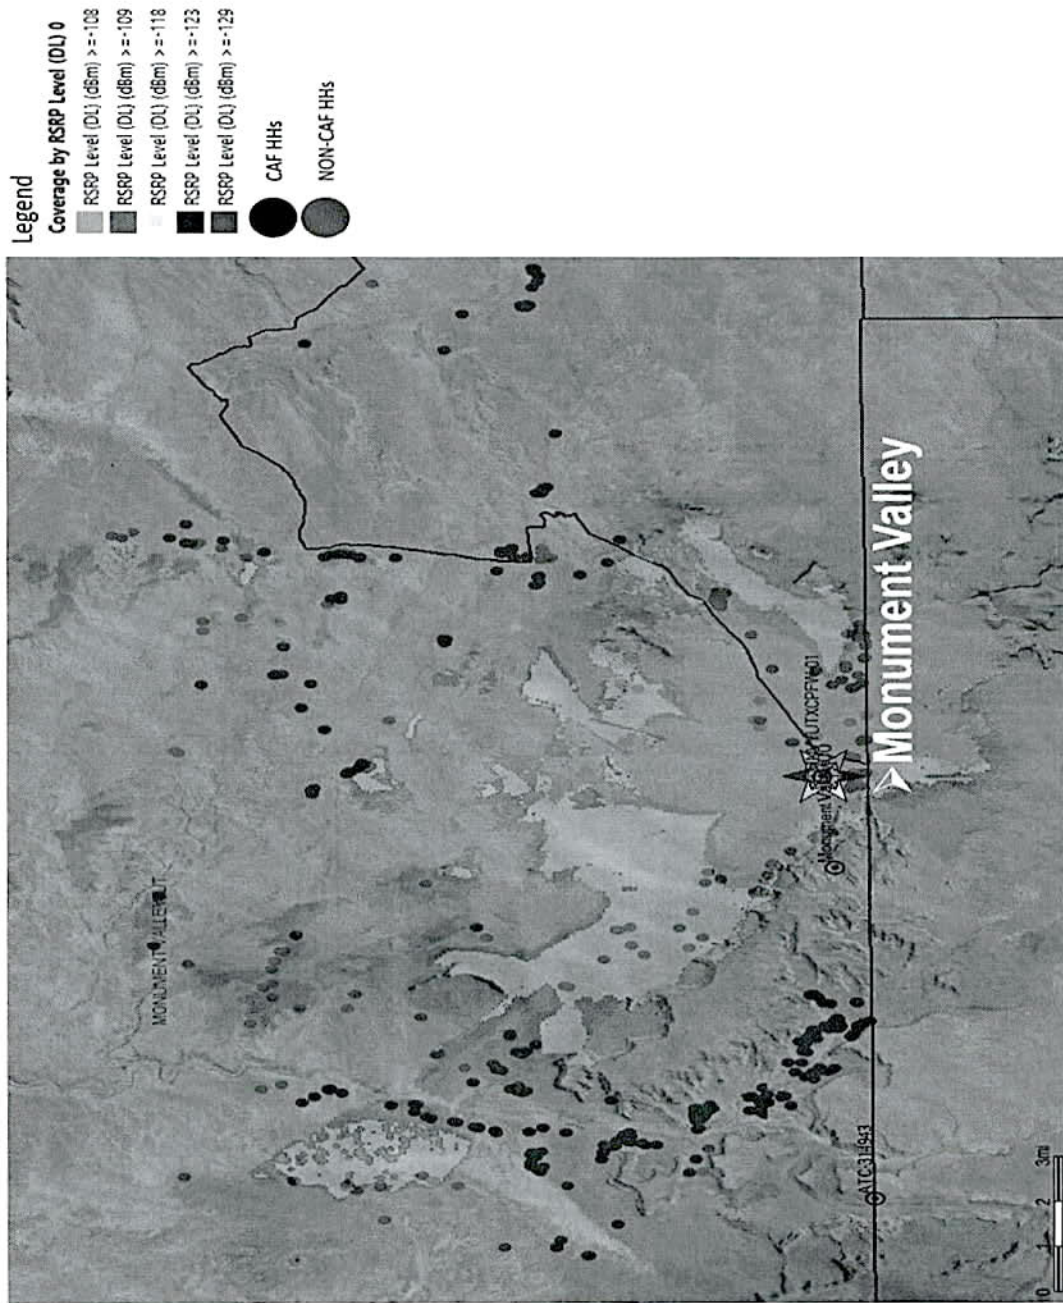 Legend
Coverage by RSRP Level (DL) 0
RSRP Level (DL) (dBm) >=-108
RSRP Level (DL) (dBm) >=-109
RSRP Level (DL) (dBm) >=-118
RSRP Level (DL) (dBm) >=-123
RSRP Level (DL) (dBm) >=-129
CAF HHs
NON-CAF HHs
Monument Valley
ATC-314943
0 1 2 3mi